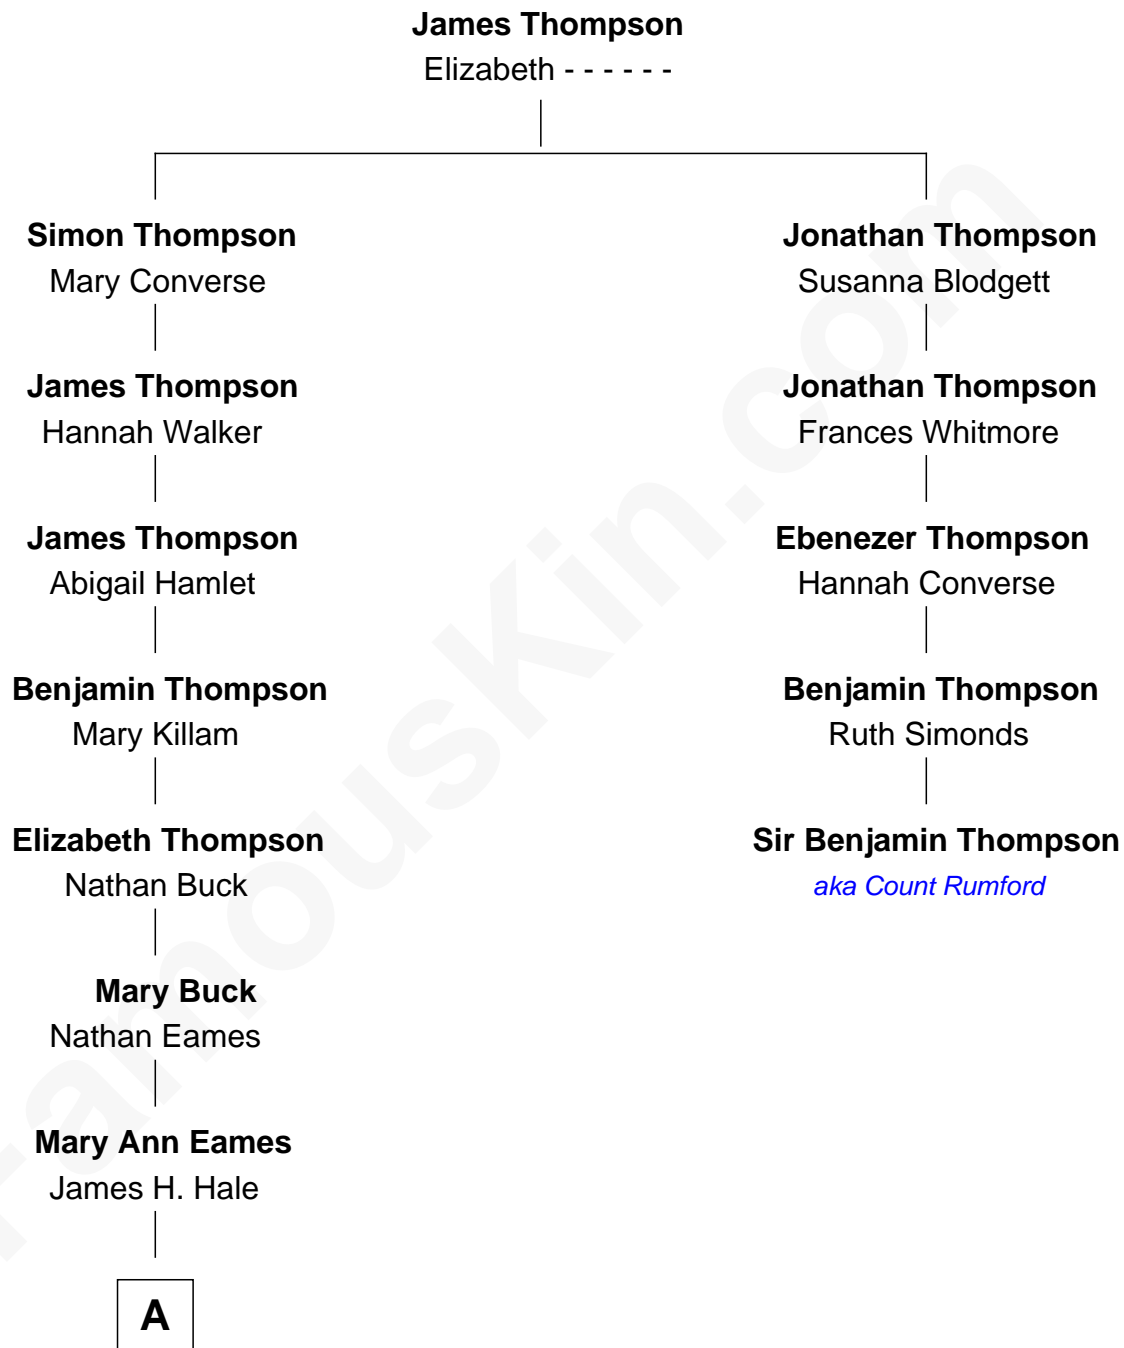 James Thompson
Elizabeth - - - - - -
Simon Thompson
Mary Converse
Jonathan Thompson
Susanna Blodgett
James Thompson
Hannah Walker
Jonathan Thompson
Frances Whitmore
James Thompson
Abigail Hamlet
Ebenezer Thompson
Hannah Converse
Benjamin Thompson
Mary Killam
Benjamin Thompson
Ruth Simonds
Elizabeth Thompson
Nathan Buck
Sir Benjamin Thompson
aka Count Rumford
Mary Buck
Nathan Eames
Mary Ann Eames
James H. Hale
A
FamousKin.com